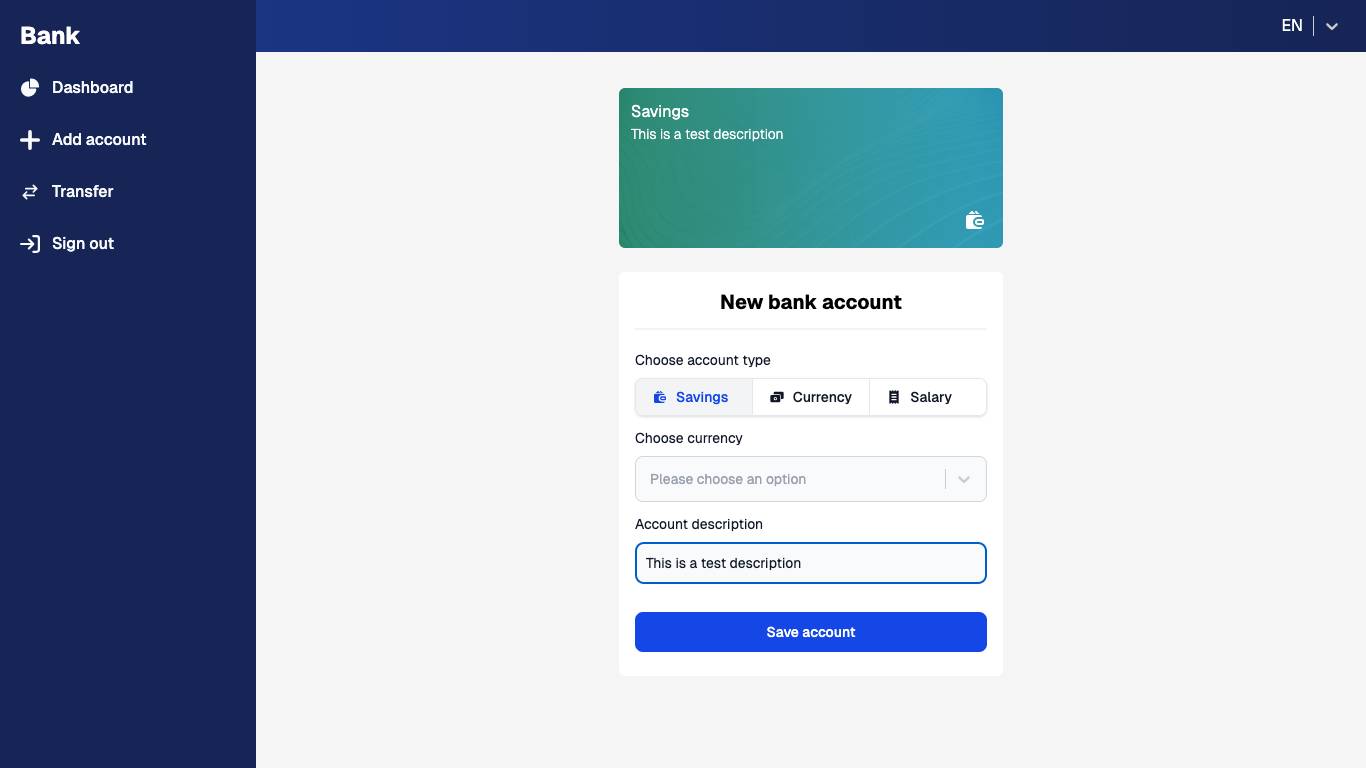 Bank
Dashboard
Add account
Transfer
Sign out
EN
Savings
This is a test description
New bank account
Choose account type
Savings
Currency
Salary
Choose currency
Please choose an option
Account description
This is a test description
Save account